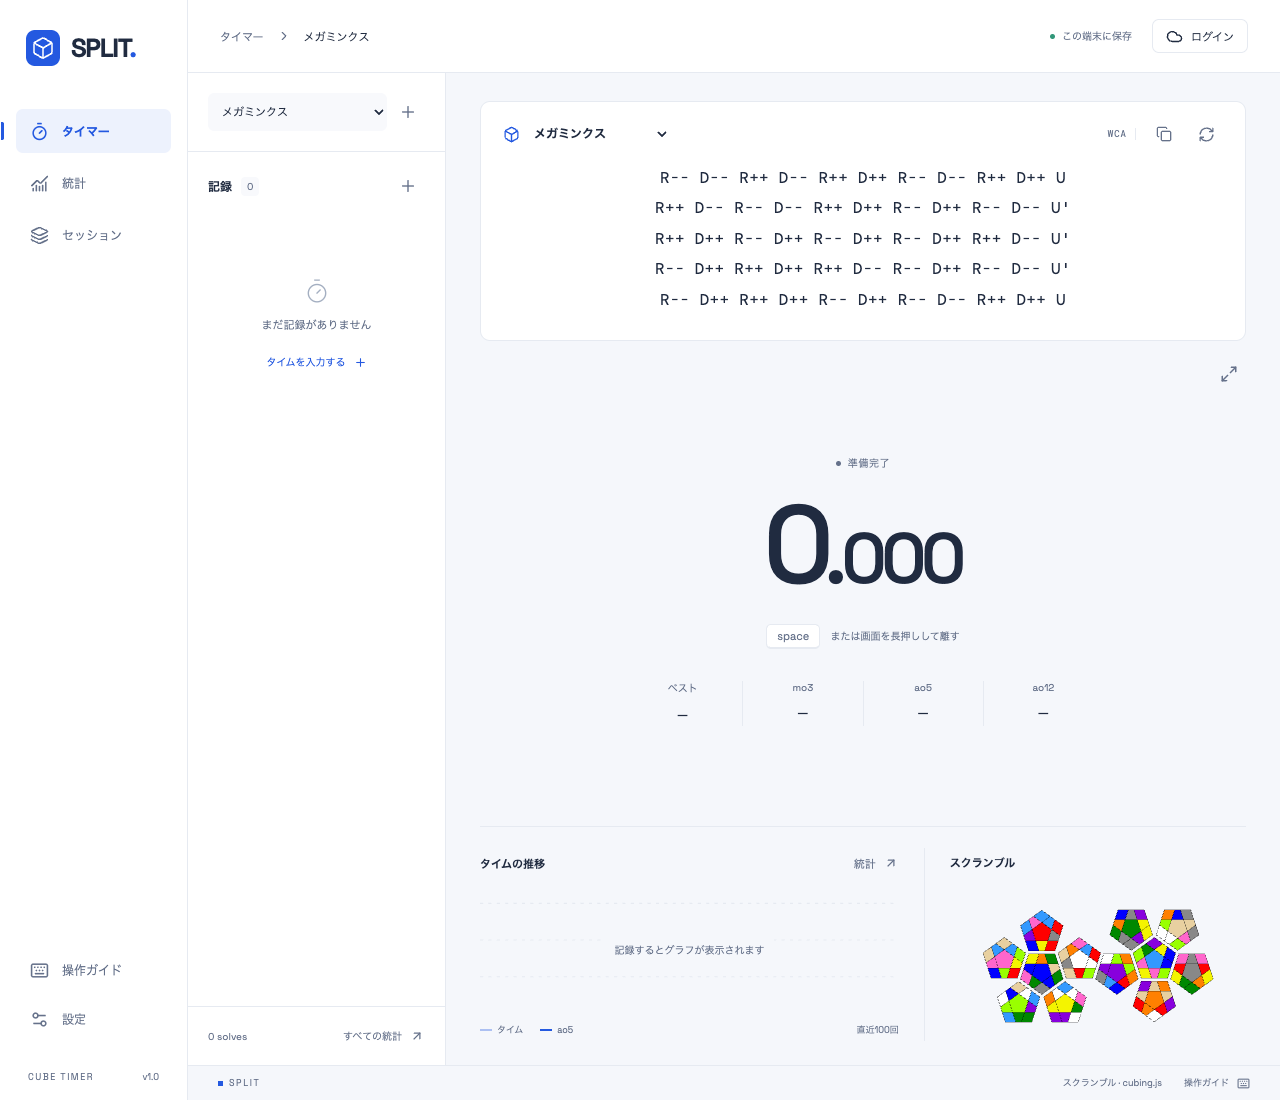 SPLIT.
タイマー
統計
セッション
操作ガイド
設定
CUBE TIMER
v1.0
タイマー
メガミンクス
この端末に保存
ログイン
メガミンクス
記録
0
まだ記録がありません
タイムを入力する
0 solves
すべての統計
メガミンクス
WCA
R-- D-- R++ D-- R++ D++ R-- D-- R++ D++ U
R++ D-- R-- D-- R++ D++ R-- D++ R-- D-- U'
R++ D++ R-- D++ R-- D++ R-- D++ R++ D-- U'
R-- D++ R++ D++ R++ D-- R-- D++ R-- D-- U'
R-- D++ R++ D++ R-- D++ R-- D-- R++ D++ U
準備完了
0.000
space
または画面を長押しして離す
ベスト
—
mo3
—
ao5
—
ao12
—
タイムの推移
統計
記録するとグラフが表示されます
タイム
ao5
直近100回
スクランブル
SPLIT
スクランブル · cubing.js
操作ガイド